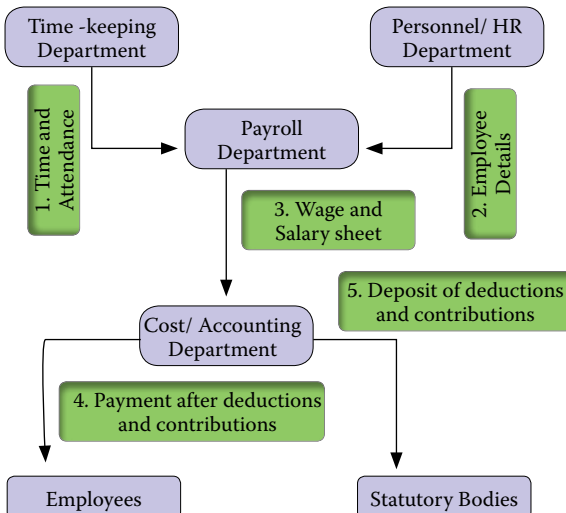 Time -keeping
Department
Personnel/ HR
Department
1. Time and
Attendance
Payroll
Department
2. Employee
Details
3. Wage and
Salary sheet
5. Deposit of deductions
and contributions
Cost/ Accounting
Department
4. Payment after deductions
and contributions
Employees
Statutory Bodies